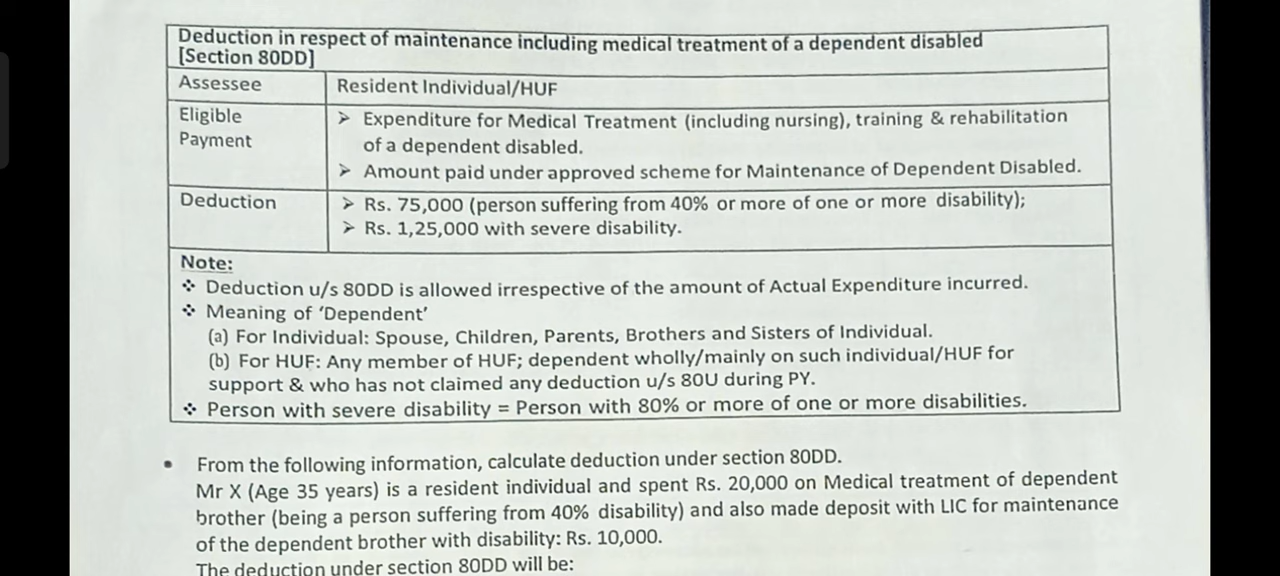 Deduction in respect of maintenance including medical treatment of a dependent disabled
[Section 80DD]
Assessee
Resident Individual/HUF
Eligible
Payment
➢ Expenditure for Medical Treatment (including nursing), training & rehabilitation
of a dependent disabled.
➢ Amount paid under approved scheme for Maintenance of Dependent Disabled.
Deduction
➢ Rs. 75,000 (person suffering from 40% or more of one or more disability);
➢ Rs. 1,25,000 with severe disability.
Note:
❖ Deduction u/s 80DD is allowed irrespective of the amount of Actual Expenditure incurred.
❖ Meaning of ‘Dependent’
(a) For Individual: Spouse, Children, Parents, Brothers and Sisters of Individual.
(b) For HUF: Any member of HUF; dependent wholly/mainly on such individual/HUF for
support & who has not claimed any deduction u/s 80U during PY.
❖ Person with severe disability = Person with 80% or more of one or more disabilities.
• From the following information, calculate deduction under section 80DD.
Mr X (Age 35 years) is a resident individual and spent Rs. 20,000 on Medical treatment of dependent
brother (being a person suffering from 40% disability) and also made deposit with LIC for maintenance
of the dependent brother with disability: Rs. 10,000.
The deduction under section 80DD will be: